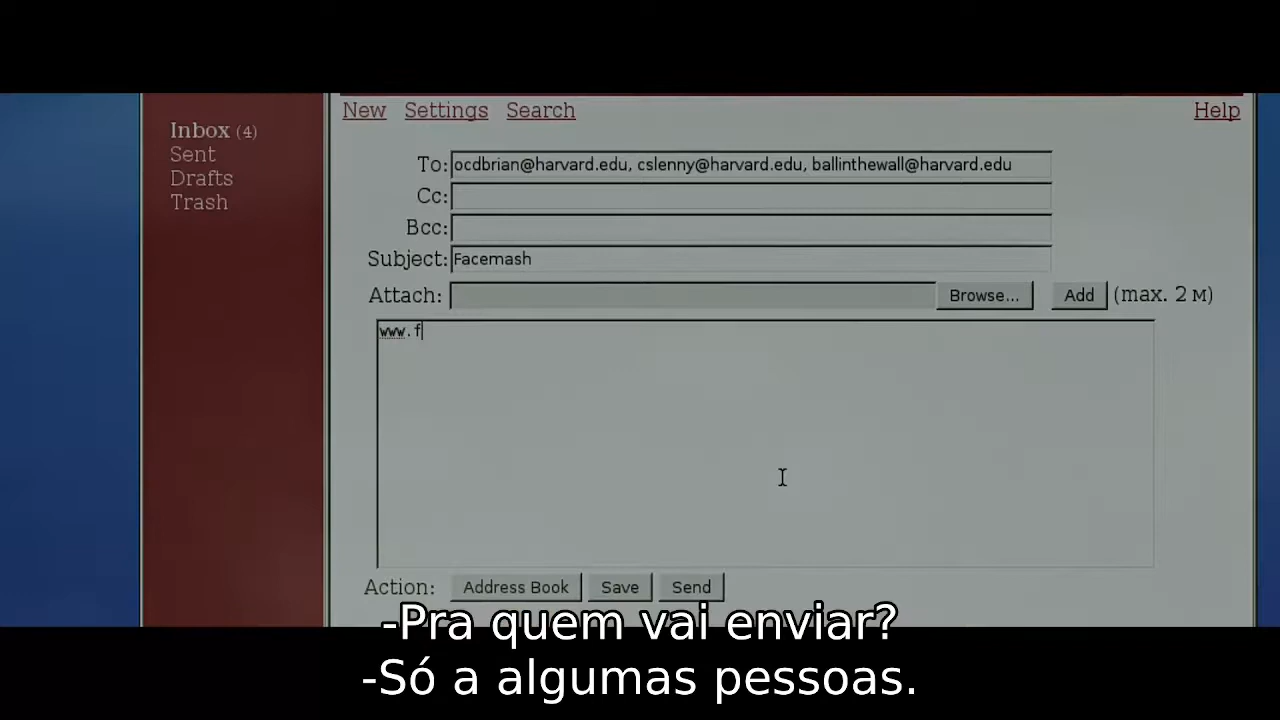 New Settings Search Help
Inbox (4)
Sent
Drafts
Trash
To: ocdbrian@harvard.edu, cslenny@harvard.edu, ballinthewall@harvard.edu
Cc:
Bcc:
Subject: Facemash
Attach: Browse... Add (max. 2 M)
www.f
Action: Address Book Save Send
-Pra quem vai enviar?
-Só a algumas pessoas.